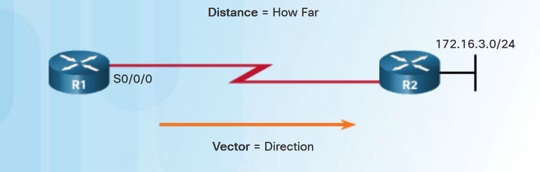 Distance = How Far
172.16.3.0/24
R1
S0/0/0
R2
Vector = Direction